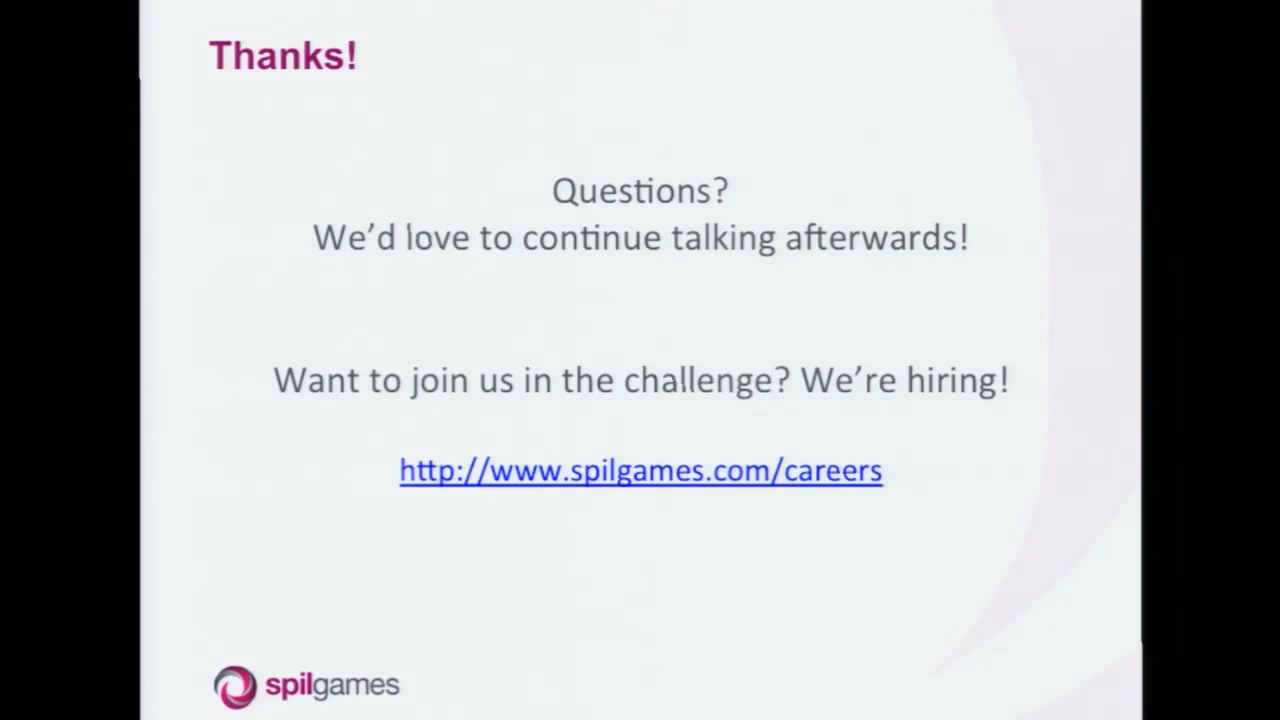 Thanks!
Questions?
We'd love to continue talking afterwards!
Want to join us in the challenge? We're hiring!
http://www.spilgames.com/careers
spilgames